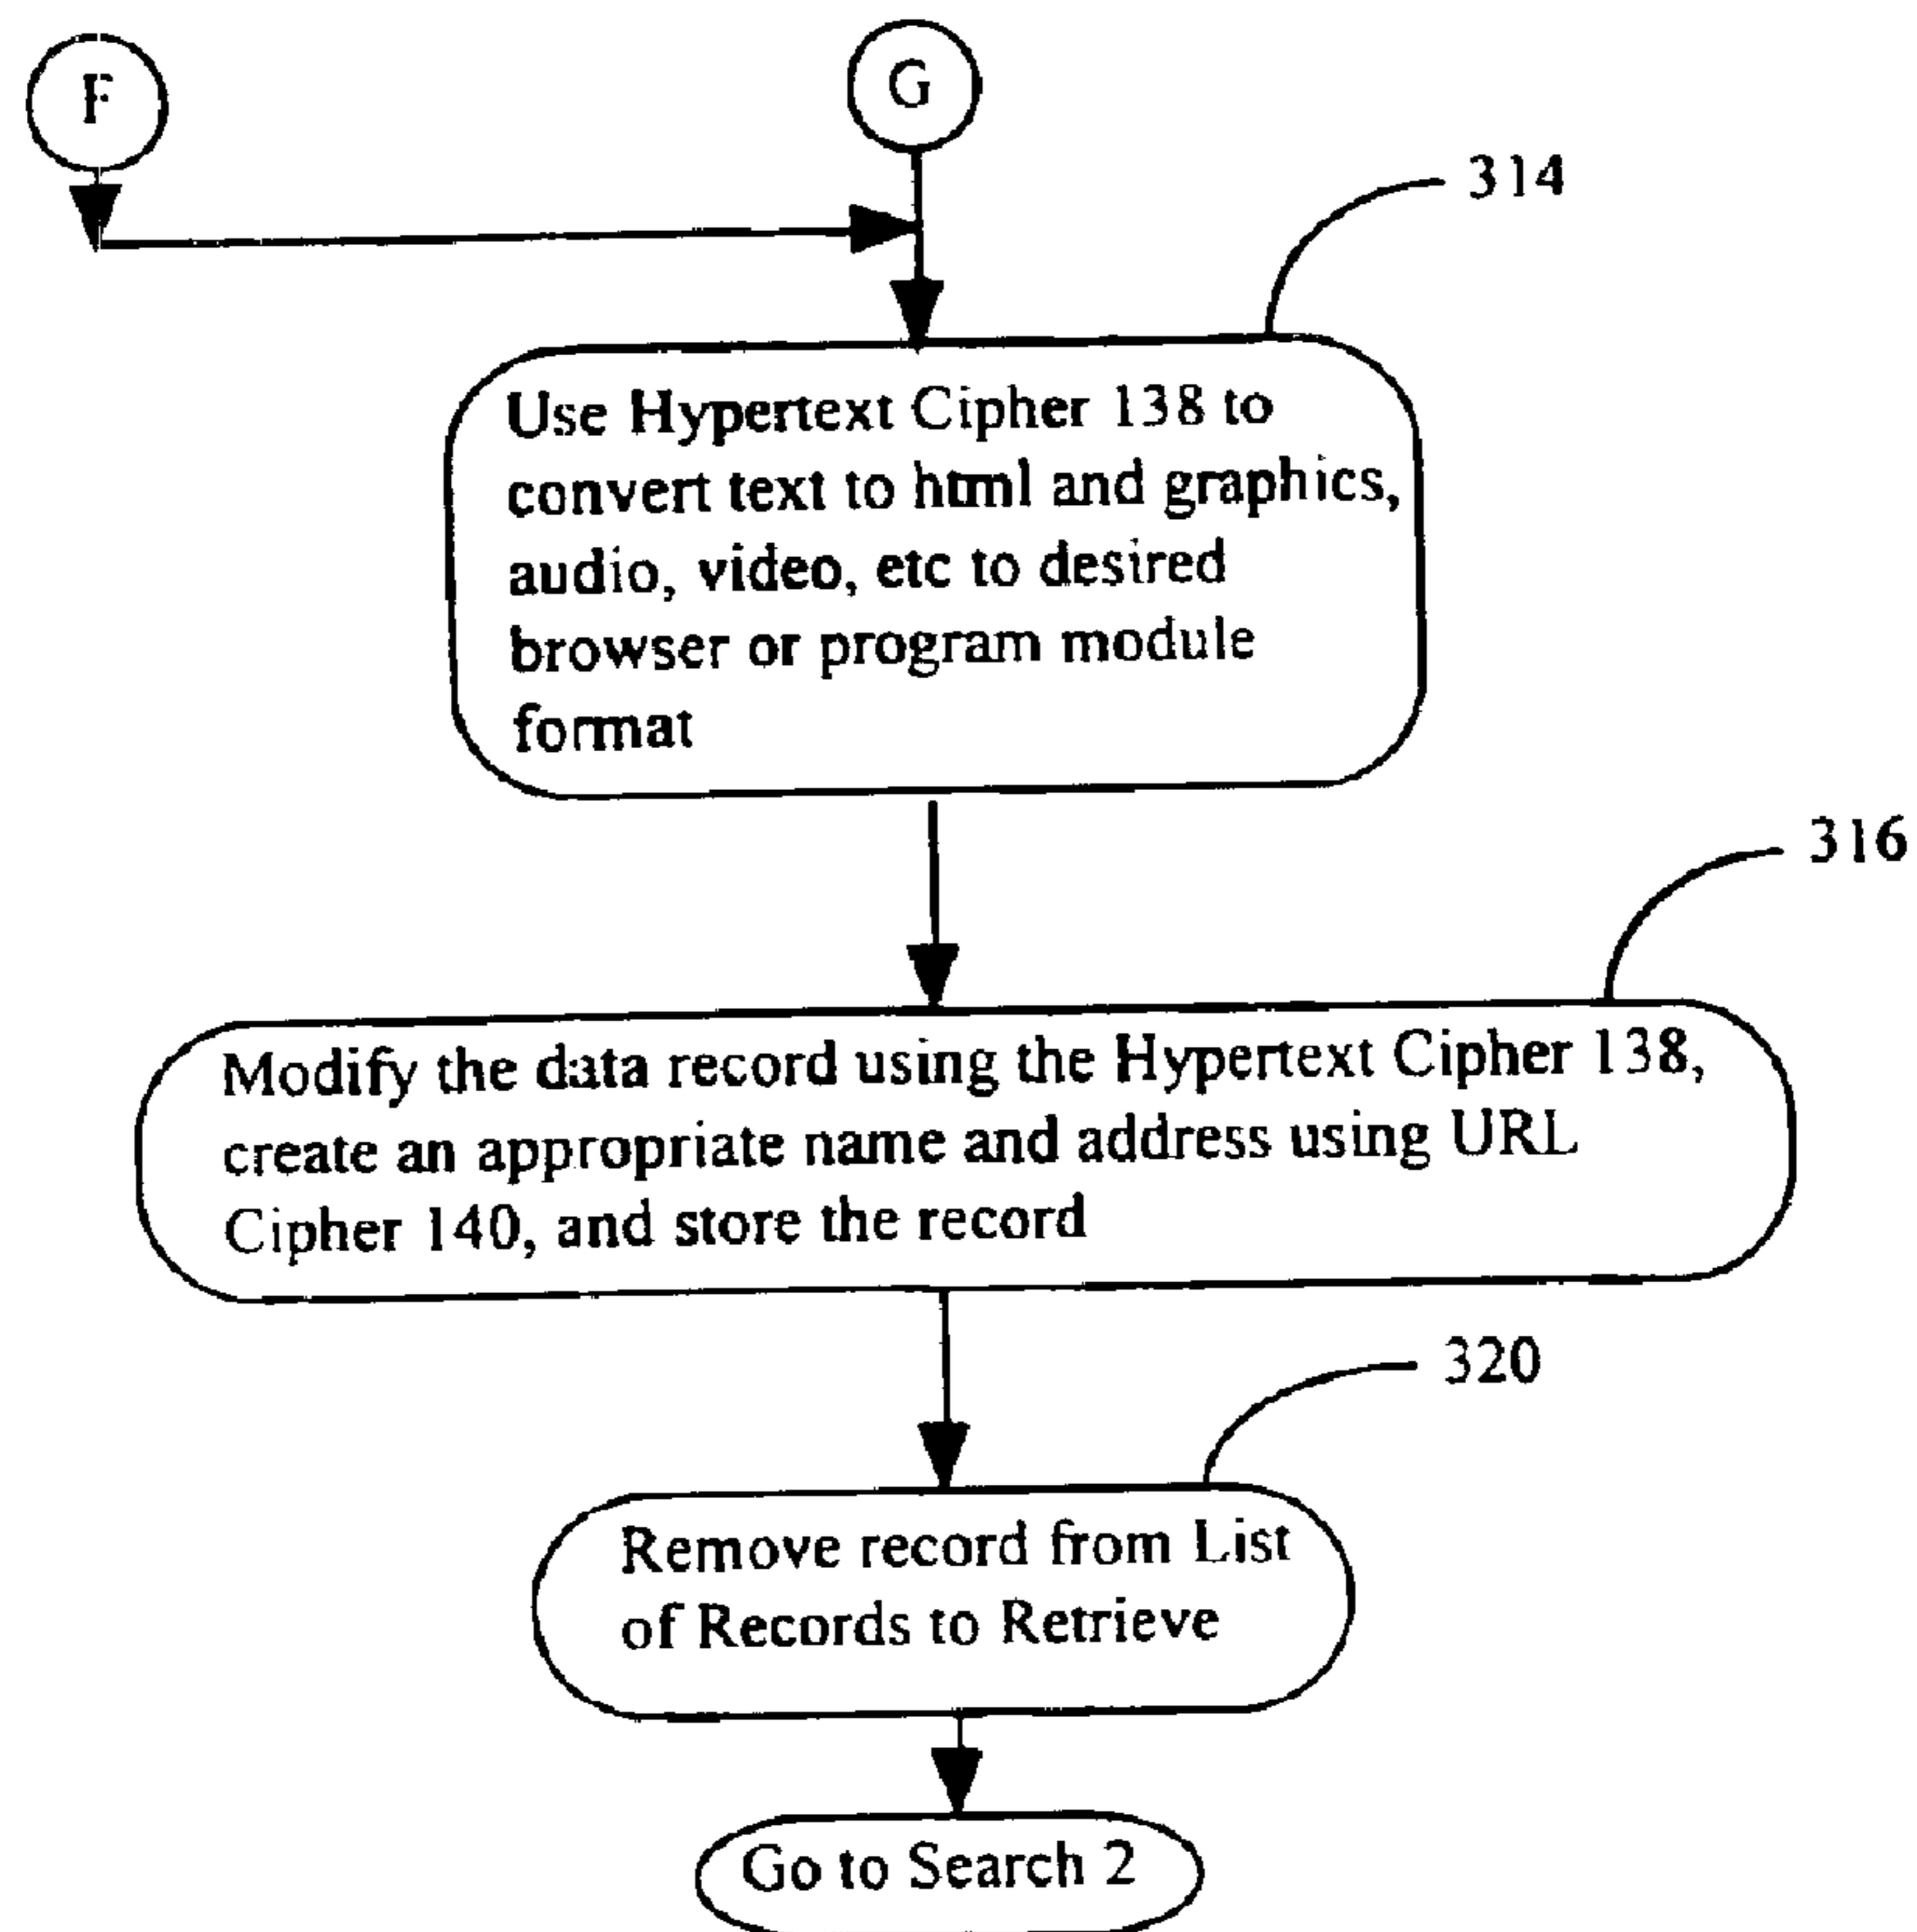 F
G
314
Use Hypertext Cipher 138 to
convert text to html and graphics,
audio, video, etc to desired
browser or program module
format
316
Modify the data record using the Hypertext Cipher 138,
create an appropriate name and address using URL
Cipher 140, and store the record
320
Remove record from List
of Records to Retrieve
Go to Search 2